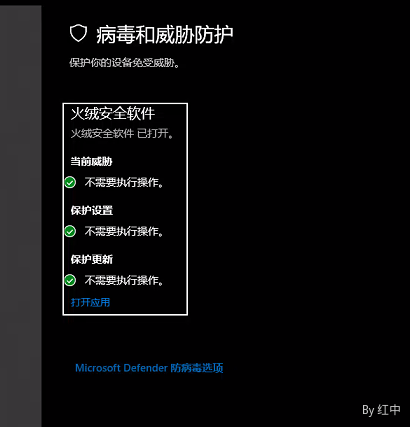 病毒和威胁防护
保护你的设备免受威胁。
火绒安全软件
火绒安全软件 已打开。
当前威胁
不需要执行操作。
保护设置
不需要执行操作。
保护更新
不需要执行操作。
打开应用
Microsoft Defender 防病毒选项
By 红中